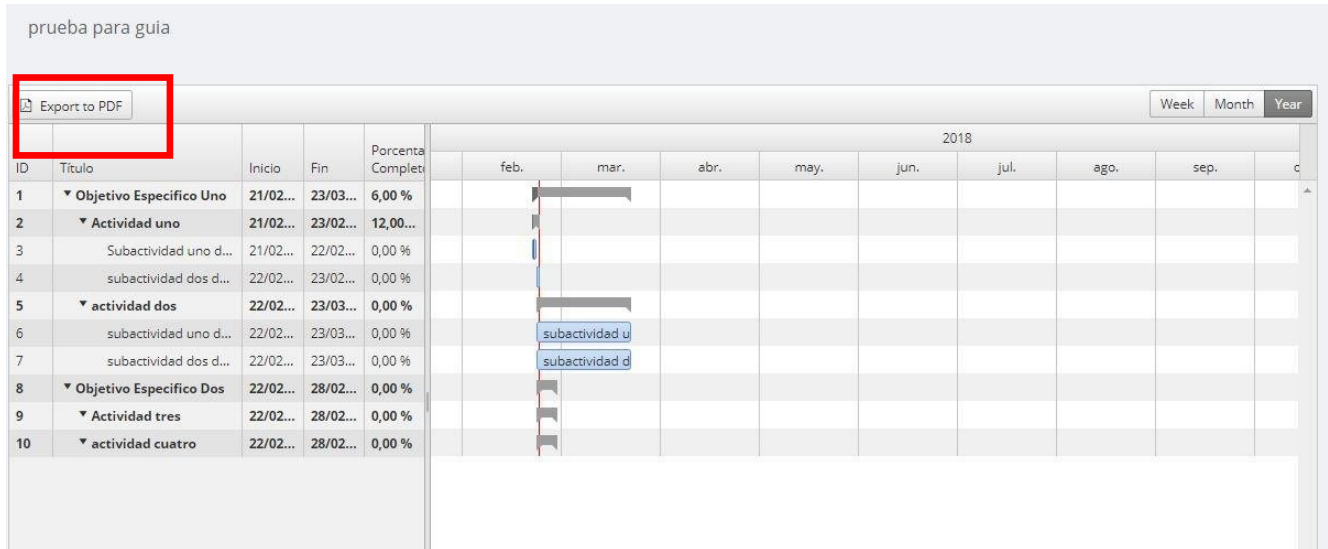 prueba para guia
Export to PDF
Week Month Year
ID Título Inicio Fin Porcenta Complet
2018
feb. mar. abr. may. jun. jul. ago. sep.
1 Objetivo Especifico Uno 21/02... 23/03... 6,00 %
2 Actividad uno 21/02... 23/02... 12,00...
3 Subactividad uno d... 21/02... 22/02... 0,00 %
4 subactividad dos d... 22/02... 23/02... 0,00 %
5 actividad dos 22/02... 23/03... 0,00 %
6 subactividad uno d... 22/02... 23/03... 0,00 % subactividad u
7 subactividad dos d... 22/02... 23/03... 0,00 % subactividad d
8 Objetivo Especifico Dos 22/02... 28/02... 0,00 %
9 Actividad tres 22/02... 28/02... 0,00 %
10 actividad cuatro 22/02... 28/02... 0,00 %